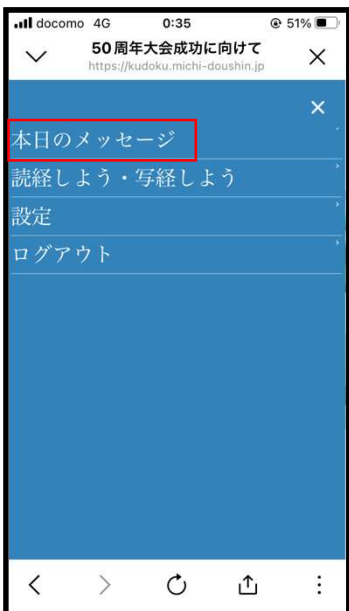 docomo 4G 0:35 51%
50周年大会成功に向けて
https://kudoku.michi-doushin.jp
本日のメッセージ
読経しよう・写経しよう
設定
ログアウト